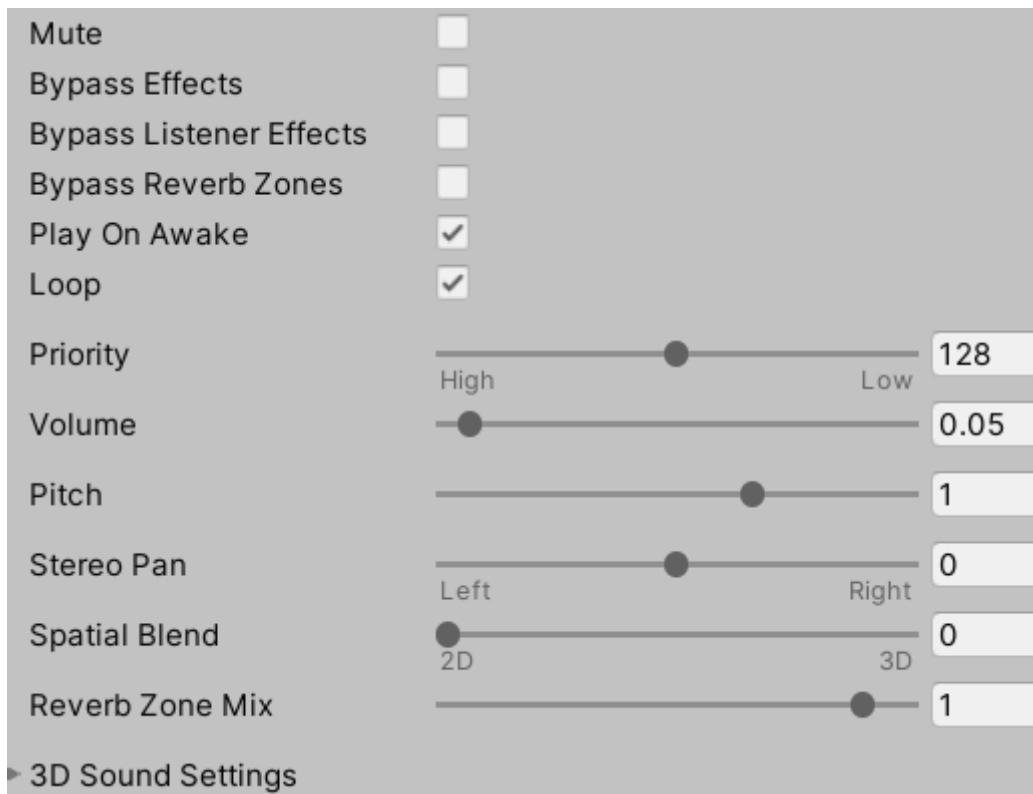 Mute
Bypass Effects
Bypass Listener Effects
Bypass Reverb Zones
Play On Awake
Loop
Priority 128
High Low
Volume 0.05
Pitch 1
Stereo Pan 0
Left Right
Spatial Blend 0
2D 3D
Reverb Zone Mix 1
3D Sound Settings